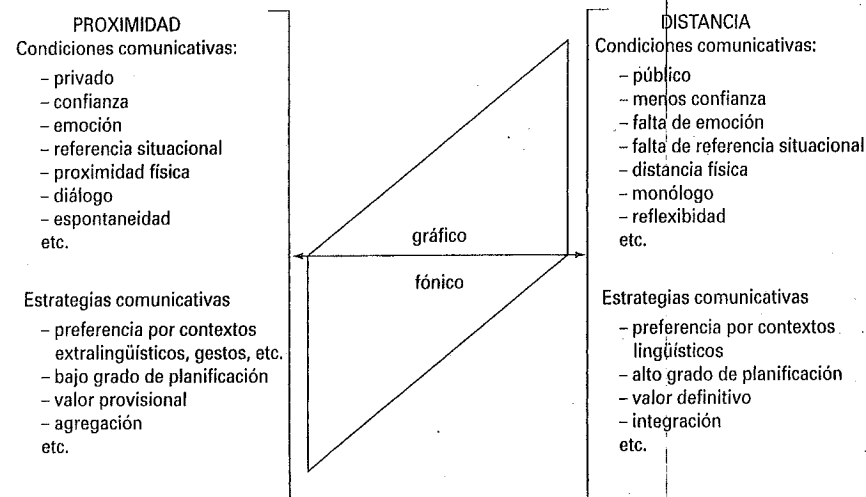 PROXIMIDAD
Condiciones comunicativas:
– privado
– confianza
– emoción
– referencia situacional
– proximidad física
– diálogo
– espontaneidad
etc.
Estrategias comunicativas
– preferencia por contextos
extralingüísticos, gestos, etc.
– bajo grado de planificación
– valor provisional
– agregación
etc.
gráfico
fónico
DISTANCIA
Condiciones comunicativas:
– público
– menos confianza
– falta de emoción
– falta de referencia situacional
– distancia física
– monólogo
– reflexibidad
etc.
Estrategias comunicativas
– preferencia por contextos
lingüísticos
– alto grado de planificación
– valor definitivo
– integración
etc.